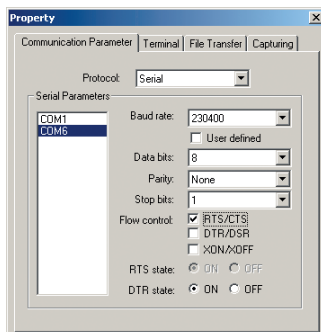 Property
Communication Parameter Terminal File Transfer Capturing
Protocol: Serial
Serial Parameters
COM1
COM6
Baud rate: 230400
User defined
Data bits: 8
Parity: None
Stop bits: 1
Flow control: RTS/CTS
DTR/DSR
XON/XOFF
RTS state: ON OFF
DTR state: ON OFF